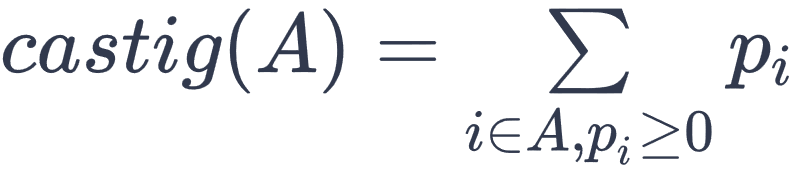 castig(A) = ∑ p_i
i∈A, p_i ≥0